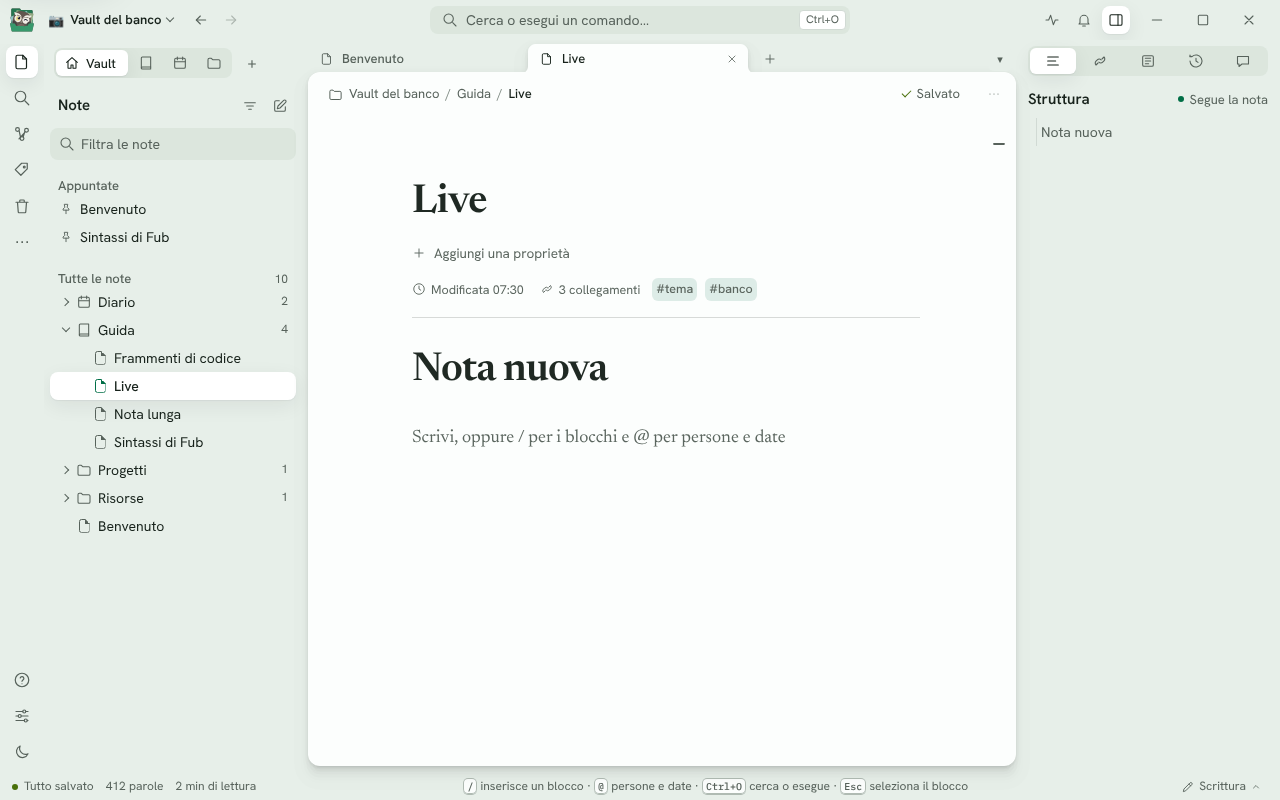 Vault del banco
Cerca o esegui un comando…
Ctrl+O
Vault
Benvenuto
Live
Note
Filtra le note
Appuntate
Benvenuto
Sintassi di Fub
Tutte le note 10
Diario 2
Guida 4
Frammenti di codice
Live
Nota lunga
Sintassi di Fub
Progetti 1
Risorse 1
Benvenuto
Vault del banco / Guida / Live
Salvato
Live
Aggiungi una proprietà
Modificata 07:30 3 collegamenti #tema #banco
Nota nuova
Scrivi, oppure / per i blocchi e @ per persone e date
Struttura
Segue la nota
Nota nuova
Tutto salvato 412 parole 2 min di lettura
/ inserisce un blocco · @ persone e date · Ctrl+O cerca o esegue · Esc seleziona il blocco
Scrittura